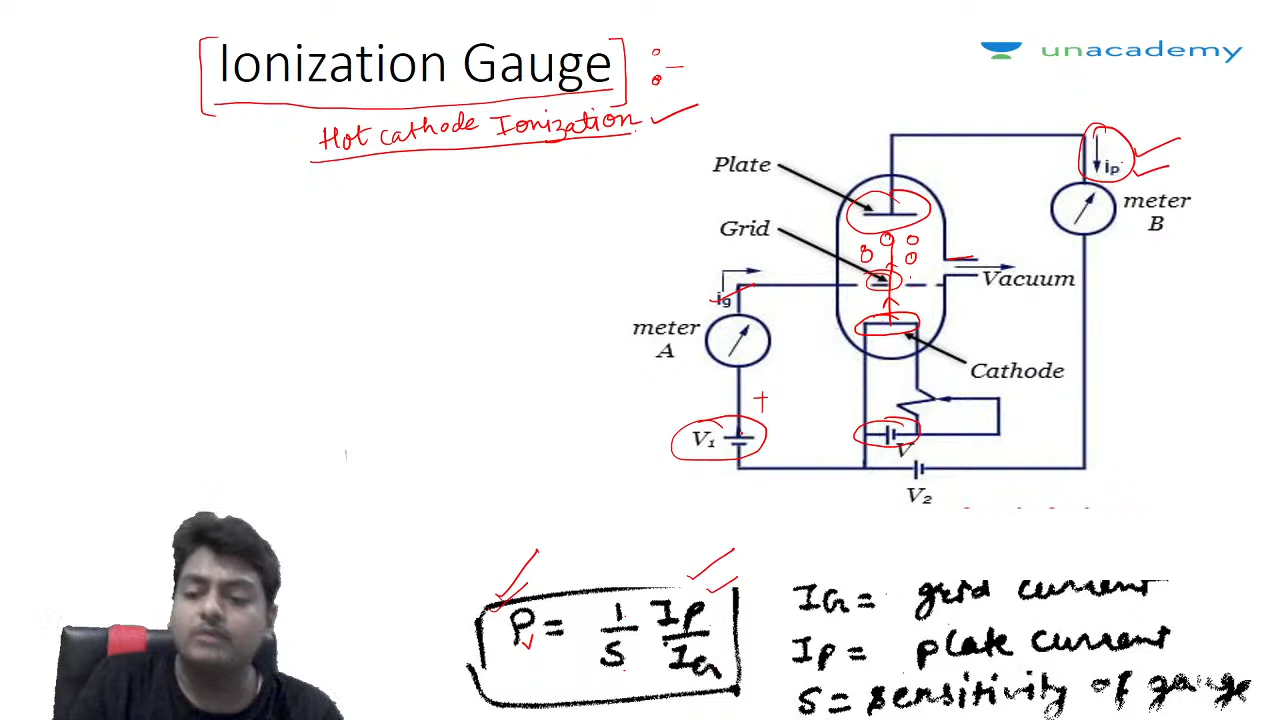 Ionization Gauge :-
unacademy
Hot cathode Ionization
Plate
Grid
ip
meter
B
Vacuum
ig
meter
A
Cathode
+
V1
V
V2
P = 1/S IP/IG
IG = grid current
IP = plate current
S = sensitivity of gauge